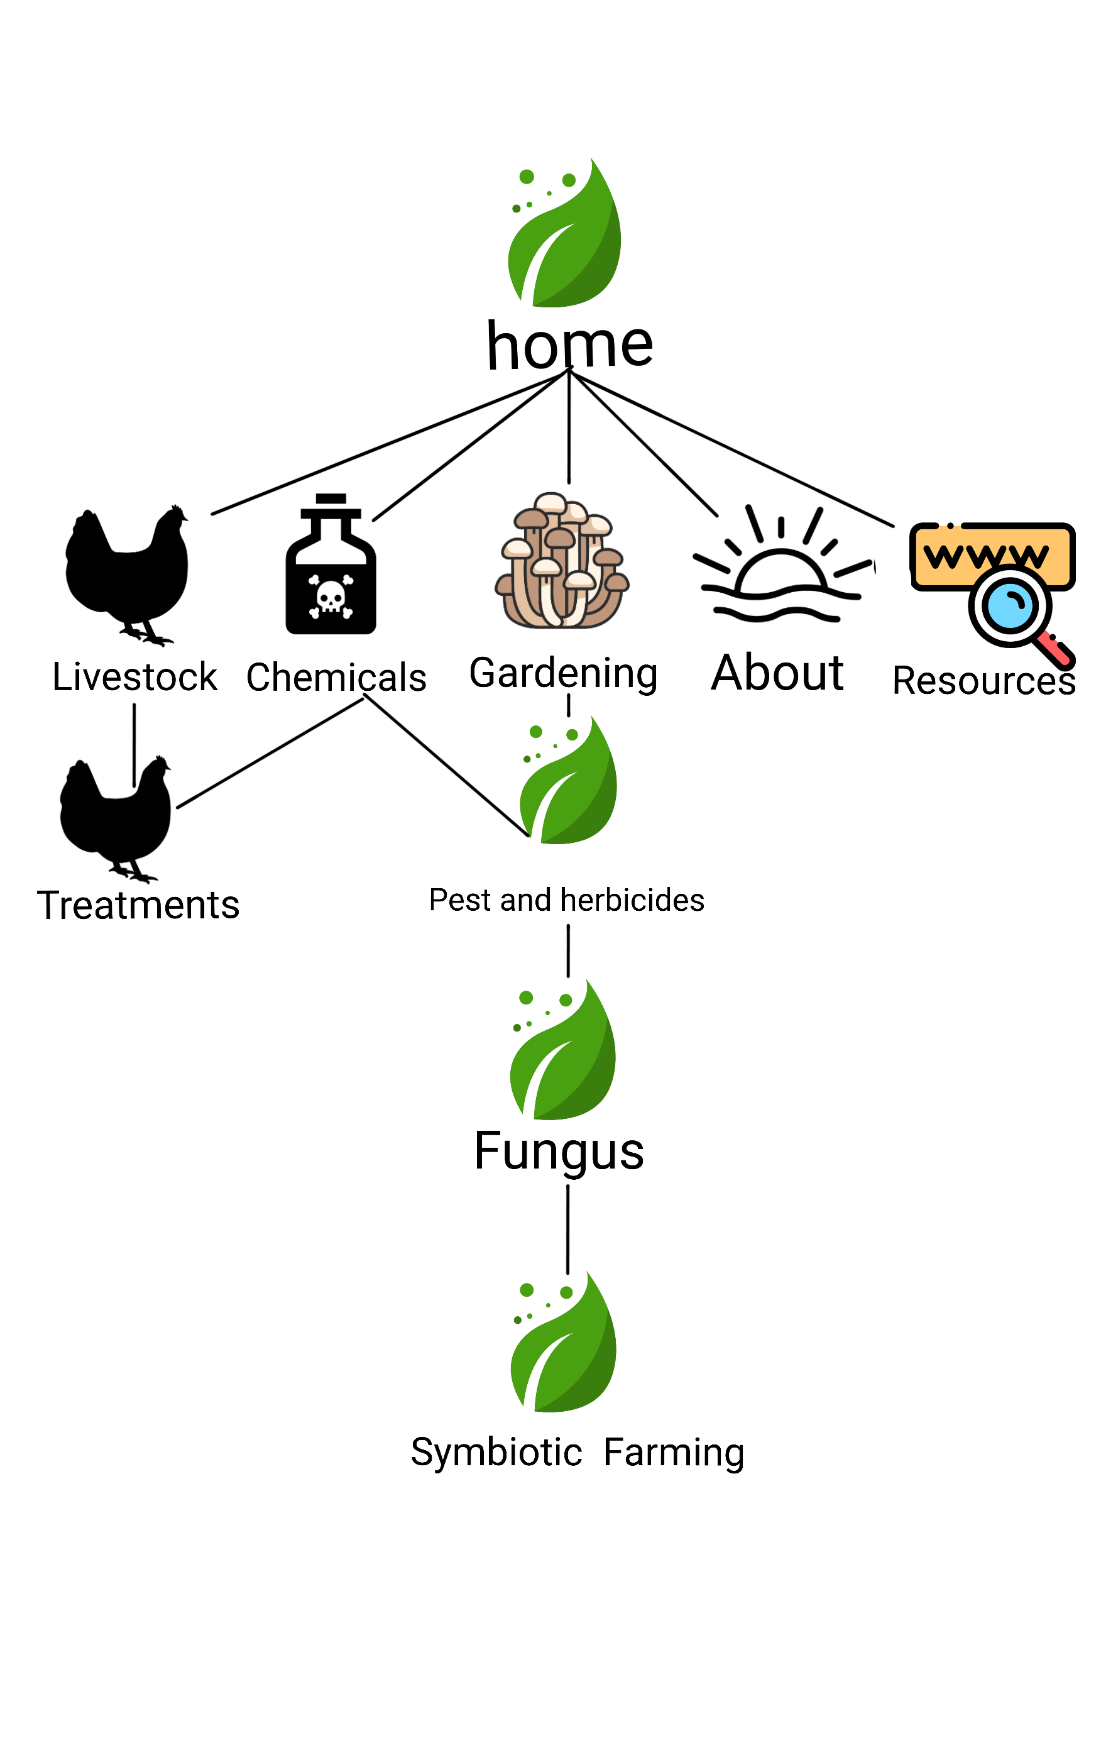 home
www
Livestock
Chemicals
Gardening
About
Resources
Treatments
Pest and herbicides
Fungus
Symbiotic Farming